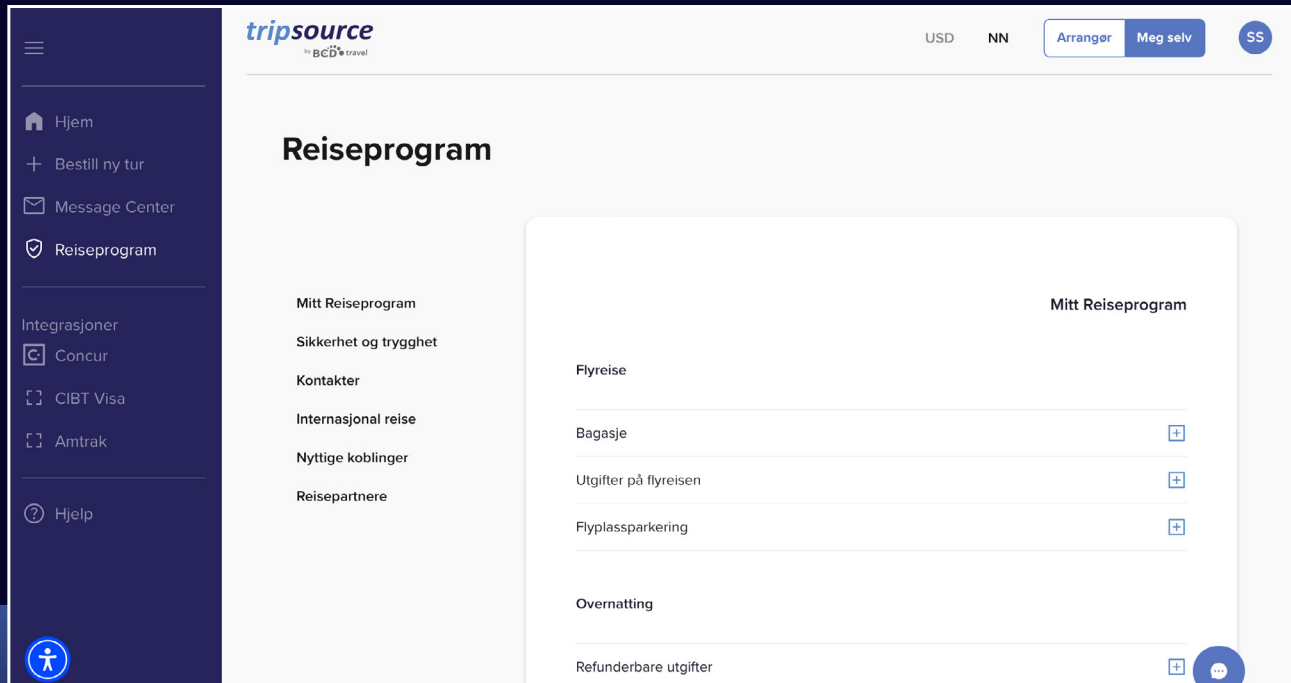 tripsource
by BCD travel
USD
NN
Arrangør
Meg selv
SS
Hjem
Bestill ny tur
Message Center
Reiseprogram
Integrasjoner
Concur
CIBT Visa
Amtrak
Hjelp
Reiseprogram
Mitt Reiseprogram
Sikkerhet og trygghet
Kontakter
Internasjonal reise
Nyttige koblinger
Reisepartnere
Mitt Reiseprogram
Flyreise
Bagasje
Utgifter på flyreisen
Flyplassparkering
Overnatting
Refunderbare utgifter